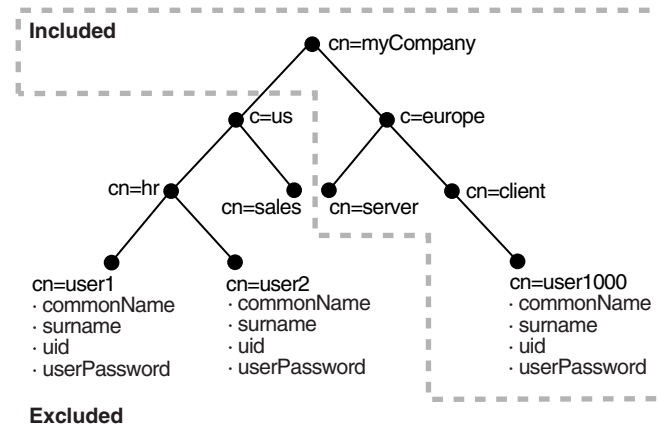 Included
cn=myCompany
c=us
c=europe
cn=hr
cn=sales
cn=server
cn=client
cn=user1
· commonName
· surname
· uid
· userPassword
cn=user2
· commonName
· surname
· uid
· userPassword
cn=user1000
· commonName
· surname
· uid
· userPassword
Excluded